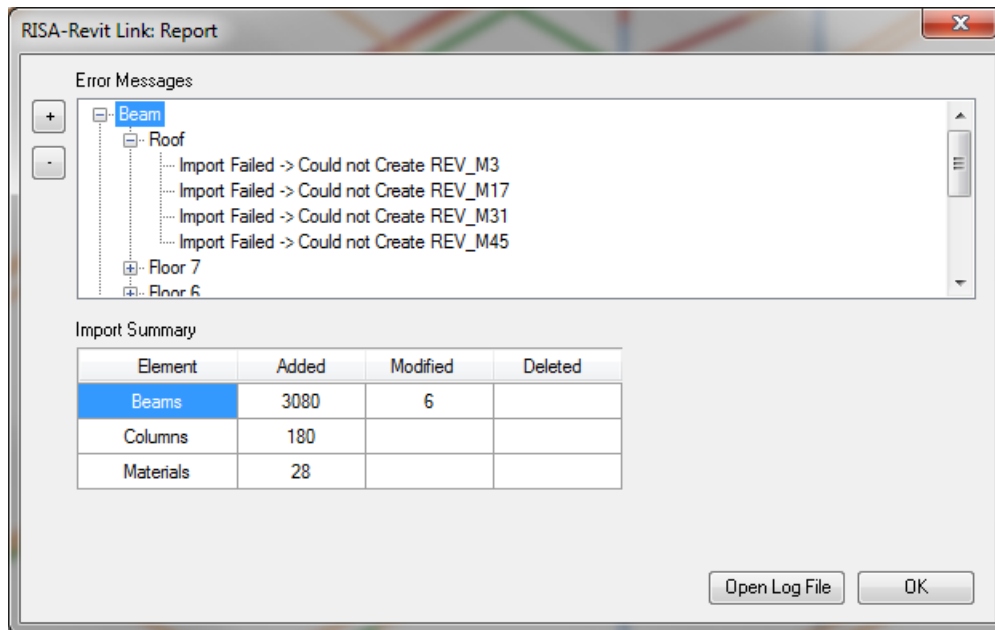 RISA-Revit Link: Report
Error Messages
+
-
Beam
Roof
Import Failed -> Could not Create REV_M3
Import Failed -> Could not Create REV_M17
Import Failed -> Could not Create REV_M31
Import Failed -> Could not Create REV_M45
Floor 7
Floor 6
Import Summary
Element Added Modified Deleted
Beams 3080 6
Columns 180
Materials 28
Open Log File OK